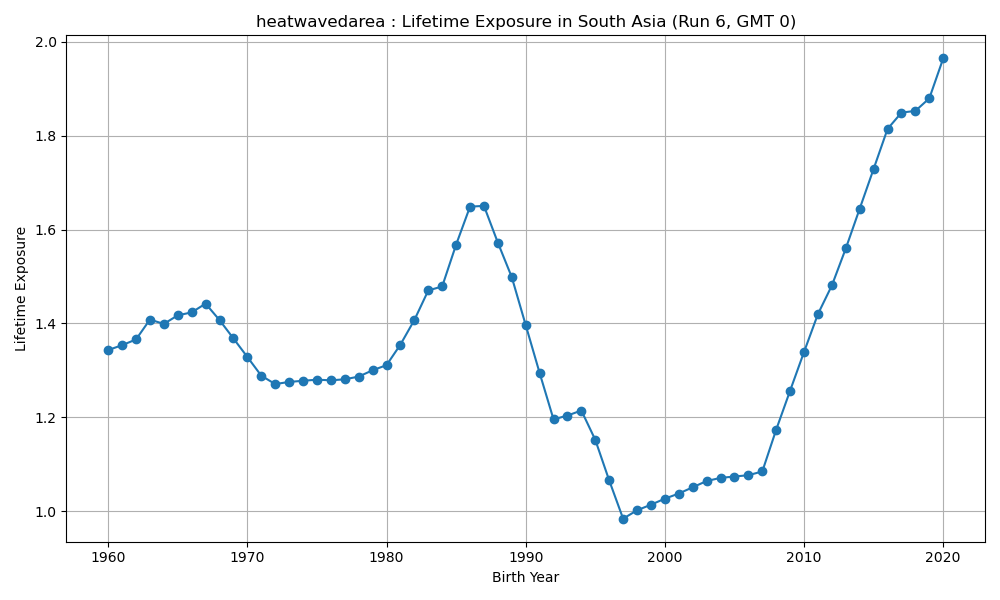 heatwavedarea : Lifetime Exposure in South Asia (Run 6, GMT 0)
Lifetime Exposure
2.0
1.8
1.6
1.4
1.2
1.0
1960 1970 1980 1990 2000 2010 2020
Birth Year